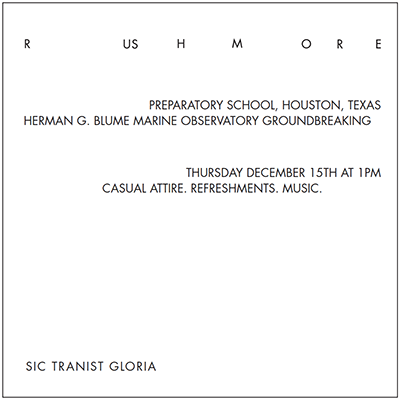 R USHMORE
PREPARATORY SCHOOL, HOUSTON, TEXAS
HERMAN G. BLUME MARINE OBSERVATORY GROUNDBREAKING
THURSDAY DECEMBER 15TH AT 1PM
CASUAL ATTIRE. REFRESHMENTS. MUSIC.
SIC TRANIST GLORIA